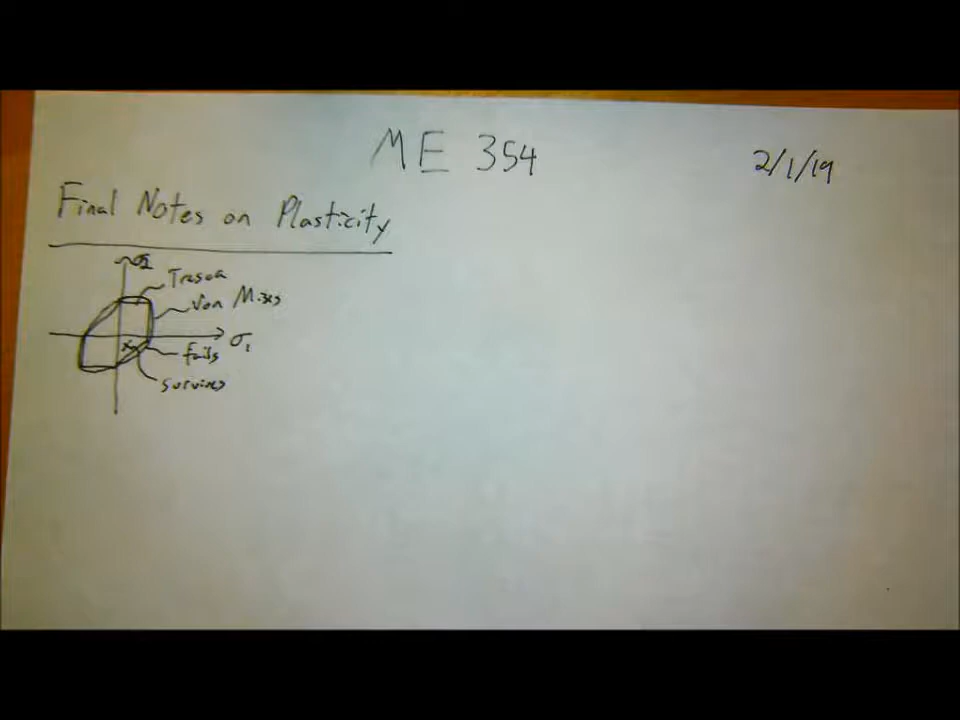 ME 354
2/1/19
Final Notes on Plasticity
σ2
Tresca
Von Mises
σ1
fails
survives